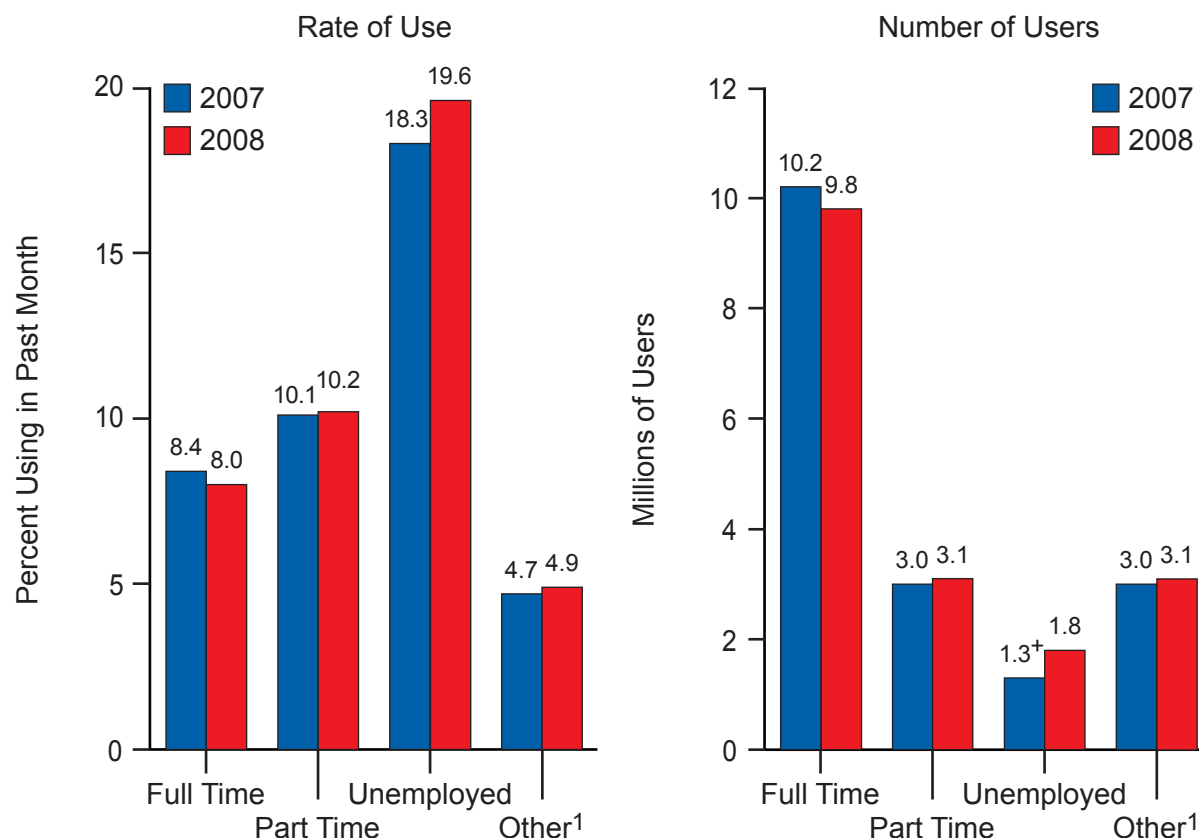 Rate of Use
Percent Using in Past Month
20
15
10
5
0
2007
2008
8.4
8.0
10.1
10.2
18.3
19.6
4.7
4.9
Full Time
Part Time
Unemployed
Other¹
Number of Users
Millions of Users
12
10
8
6
4
2
0
2007
2008
10.2
9.8
3.0
3.1
1.3⁺
1.8
3.0
3.1
Full Time
Part Time
Unemployed
Other¹